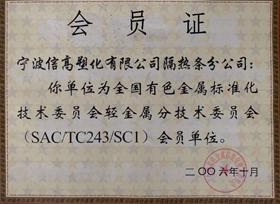 会员证
宁波信高塑化有限公司隔热条分公司:
你单位为全国有色金属标准化
技术委员会轻金属分技术委员会
(SAC/TC243/SC1)会员单位。
二〇〇六年十月